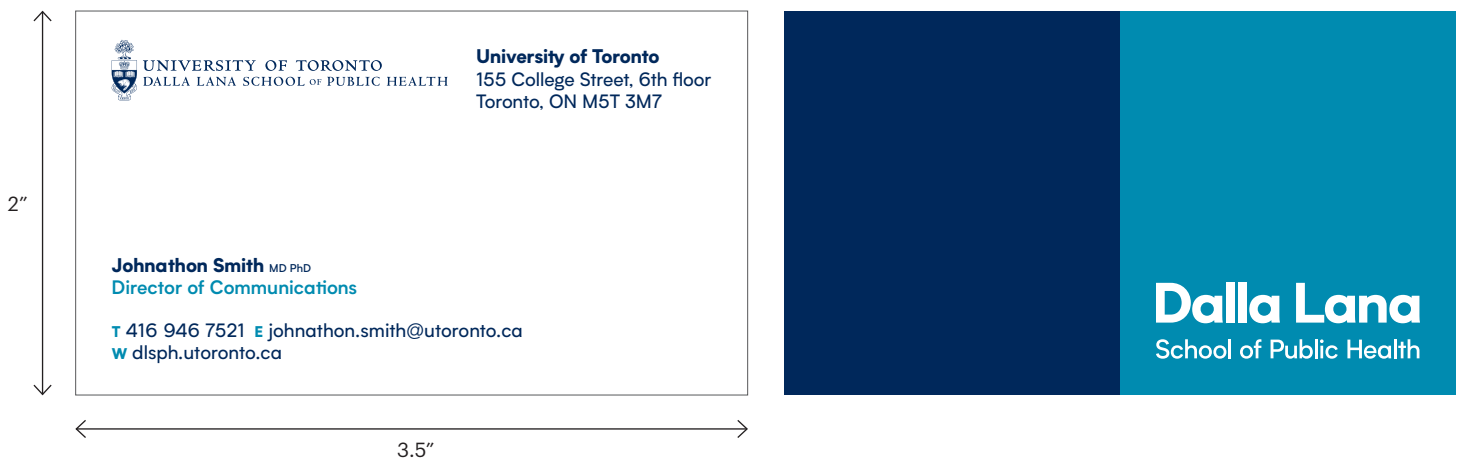 2″
UNIVERSITY OF TORONTO
DALLA LANA SCHOOL OF PUBLIC HEALTH
University of Toronto
155 College Street, 6th floor
Toronto, ON M5T 3M7
Johnathon Smith MD PhD
Director of Communications
T 416 946 7521 E johnathon.smith@utoronto.ca
W dlsph.utoronto.ca
3.5″
Dalla Lana
School of Public Health